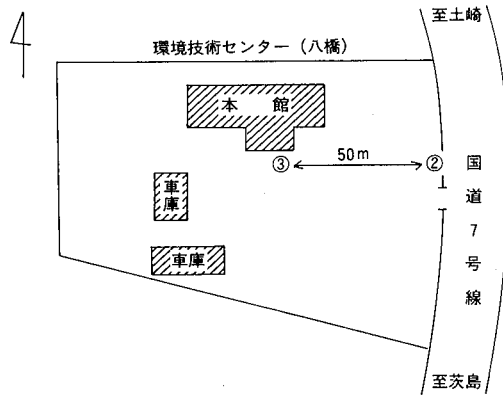 至土崎
環境技術センター(八橋)
本館
③
50m
②
国道7号線
車庫
車庫
至茨島